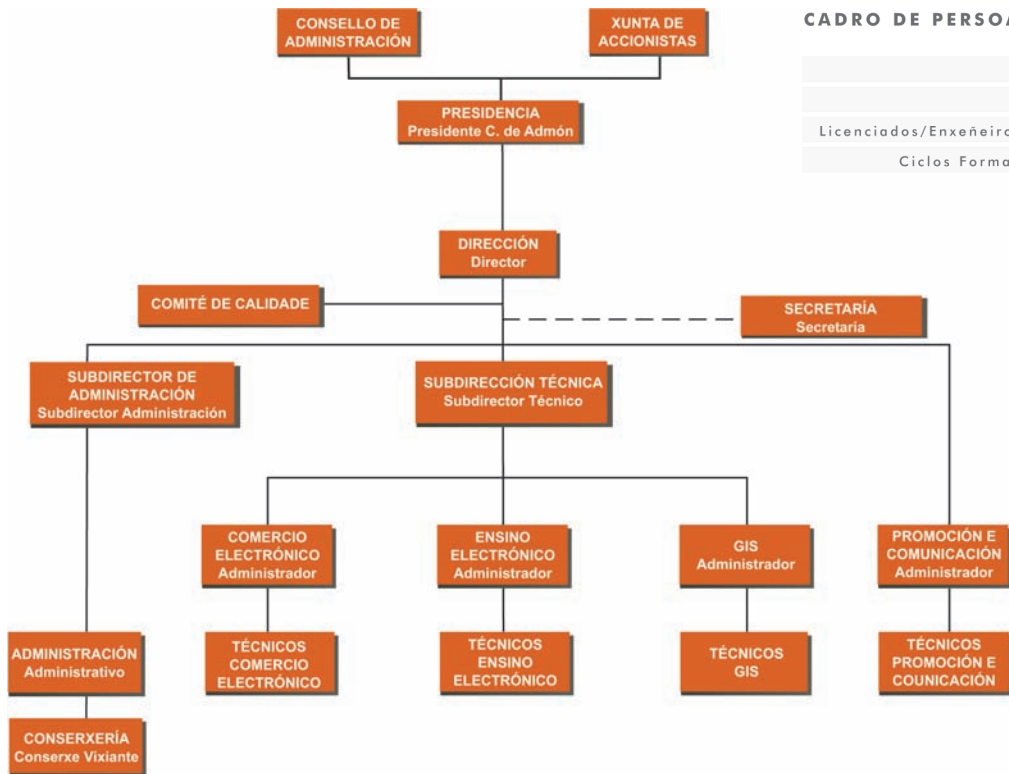 CONSELLO DE
ADMINISTRACIÓN
XUNTA DE
ACCIONISTAS
CADRO DE PERSOA
Licenciados/Enxeñeiro
Ciclos Forma
PRESIDENCIA
Presidente C. de Admón
DIRECCIÓN
Director
COMITÉ DE CALIDADE
SECRETARÍA
Secretaria
SUBDIRECTOR DE
ADMINISTRACIÓN
Subdirector Administración
SUBDIRECCIÓN TÉCNICA
Subdirector Técnico
COMERCIO
ELECTRÓNICO
Administrador
ENSINO
ELECTRÓNICO
Administrador
GIS
Administrador
PROMOCIÓN E
COMUNICACIÓN
Administrador
ADMINISTRACIÓN
Administrativo
TÉCNICOS
COMERCIO
ELECTRÓNICO
TÉCNICOS
ENSINO
ELECTRÓNICO
TÉCNICOS
GIS
TÉCNICOS
PROMOCIÓN E
COUNICACIÓN
CONSERXERÍA
Conserxe Vixiante